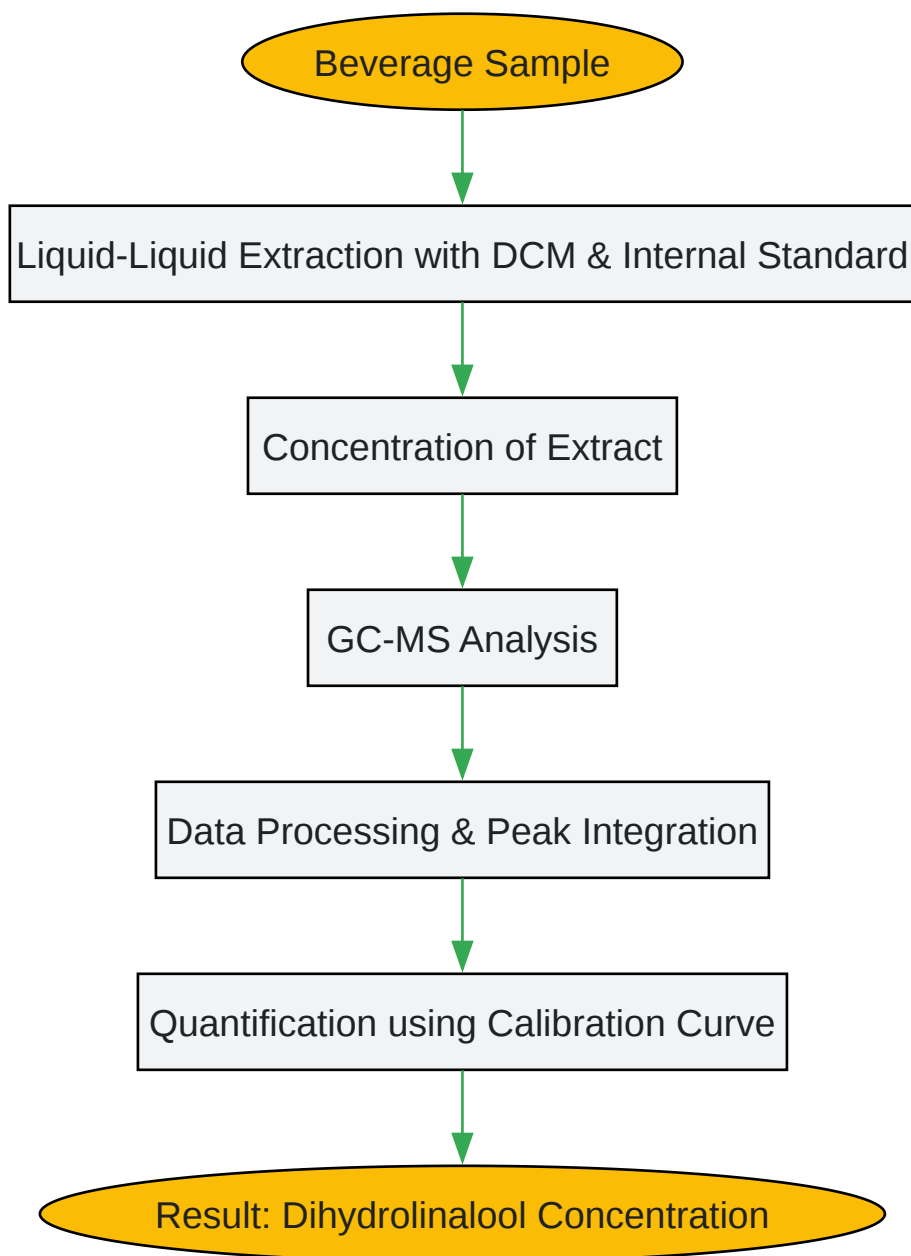 Beverage Sample
Liquid-Liquid Extraction with DCM & Internal Standard
Concentration of Extract
GC-MS Analysis
Data Processing & Peak Integration
Quantification using Calibration Curve
Result: Dihydrolinalool Concentration